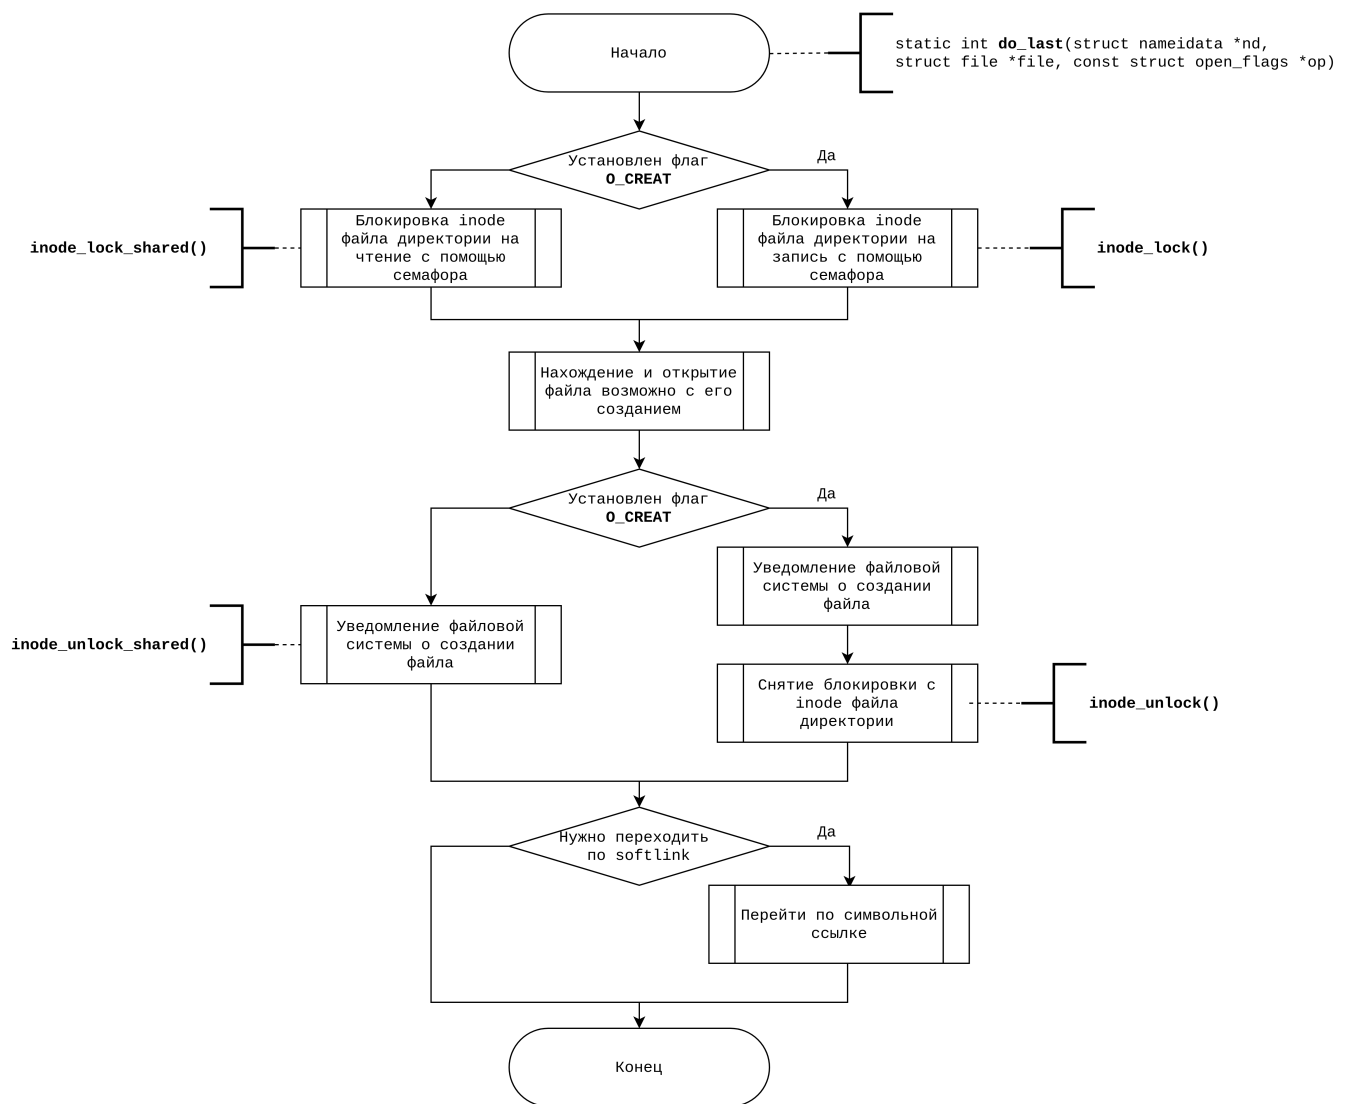 Начало
static int do_last(struct nameidata *nd,
struct file *file, const struct open_flags *op)
Установлен флаг
O_CREAT
Да
inode_lock_shared()
Блокировка inode
файла директории на
чтение с помощью
семафора
Блокировка inode
файла директории на
запись с помощью
семафора
inode_lock()
Нахождение и открытие
файла возможно с его
созданием
Установлен флаг
O_CREAT
Да
Уведомление файловой
системы о создании
файла
inode_unlock_shared()
Уведомление файловой
системы о создании
файла
Снятие блокировки с
inode файла
директории
inode_unlock()
Нужно переходить
по softlink
Да
Перейти по символьной
ссылке
Конец